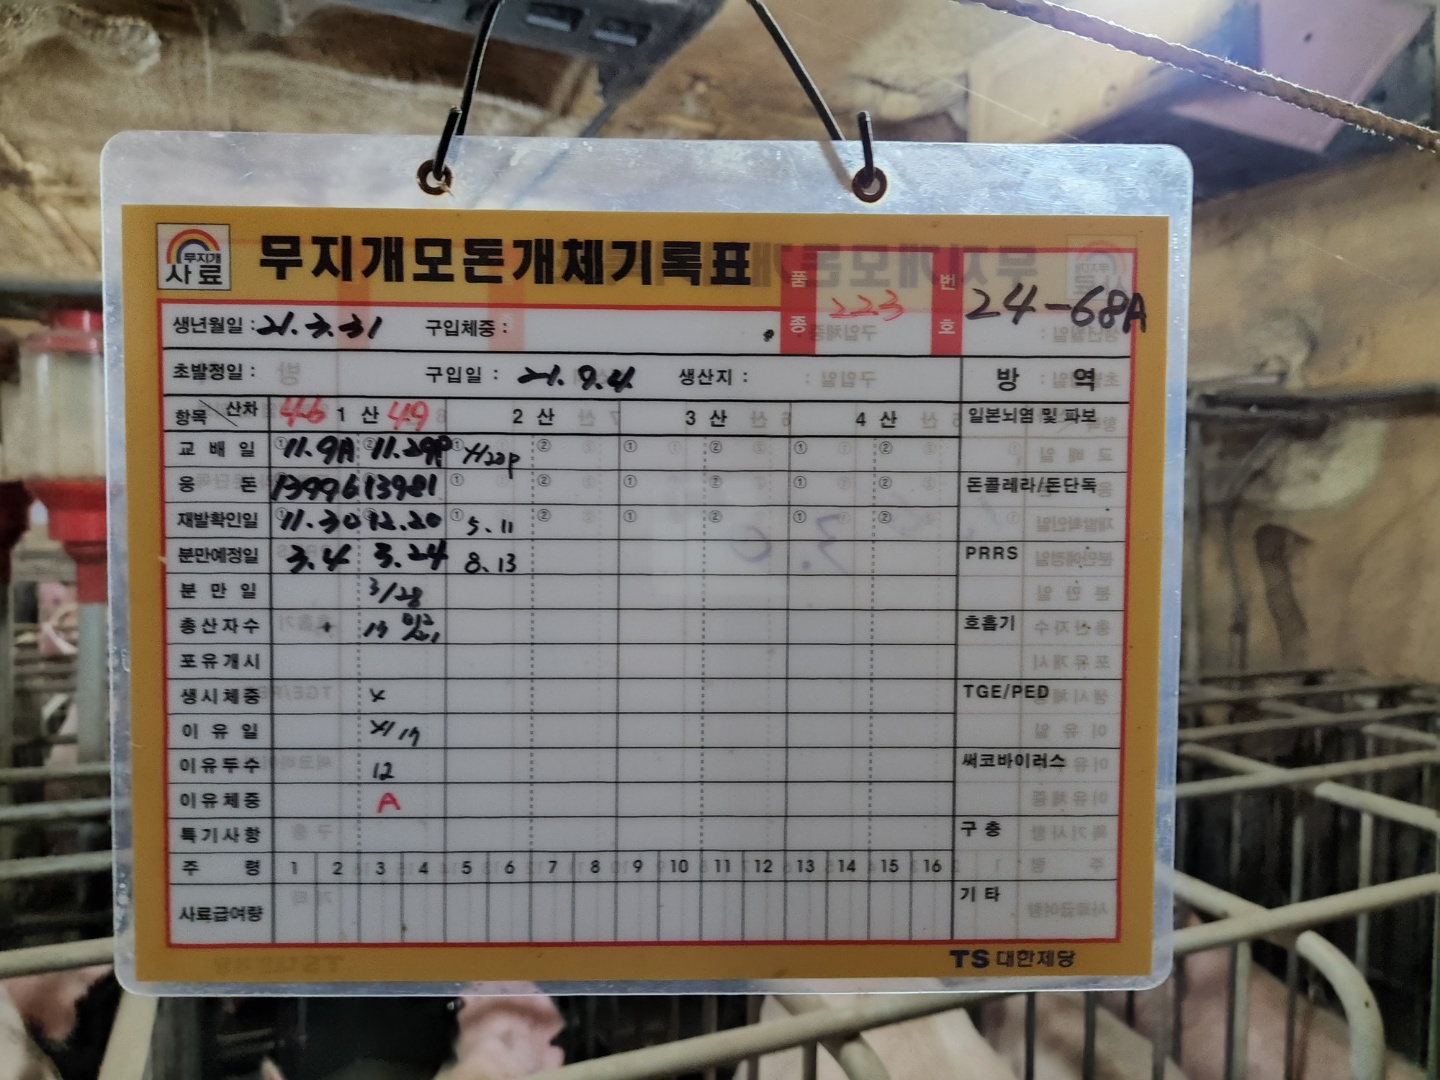 무지개
사료
무지개모돈개체기록표
품종 223 번호 24-68A
생년월일 : 21.3.31 구입체중 :
초발정일 : 구입일 : 21.9.4. 생산지 : 방 역
항목 산차 46 1 산 49 2 산 3 산 4 산 일본뇌염 및 파보
교 배 일 ① 11.9A ② 11.29P ① 4/20P ② ① ② ① ②
웅 돈 13996 13981 ① ② ① ② ① ② 돈콜레라/돈단독
재발확인일 ① 11.30 ② 12.20 ① 5.11 ② ① ② ① ②
분만예정일 3.4 3.24 8.13 PRRS
분 만 일 3/28
총산자수 13 호흡기
포유개시
생시체중 TGE/PED
이 유 일 4/17
이유두수 12 써코바이러스
이유체중 A
특기사항 구 충
주 령 1 2 3 4 5 6 7 8 9 10 11 12 13 14 15 16
사료급여량 기 타
TS 대한제당